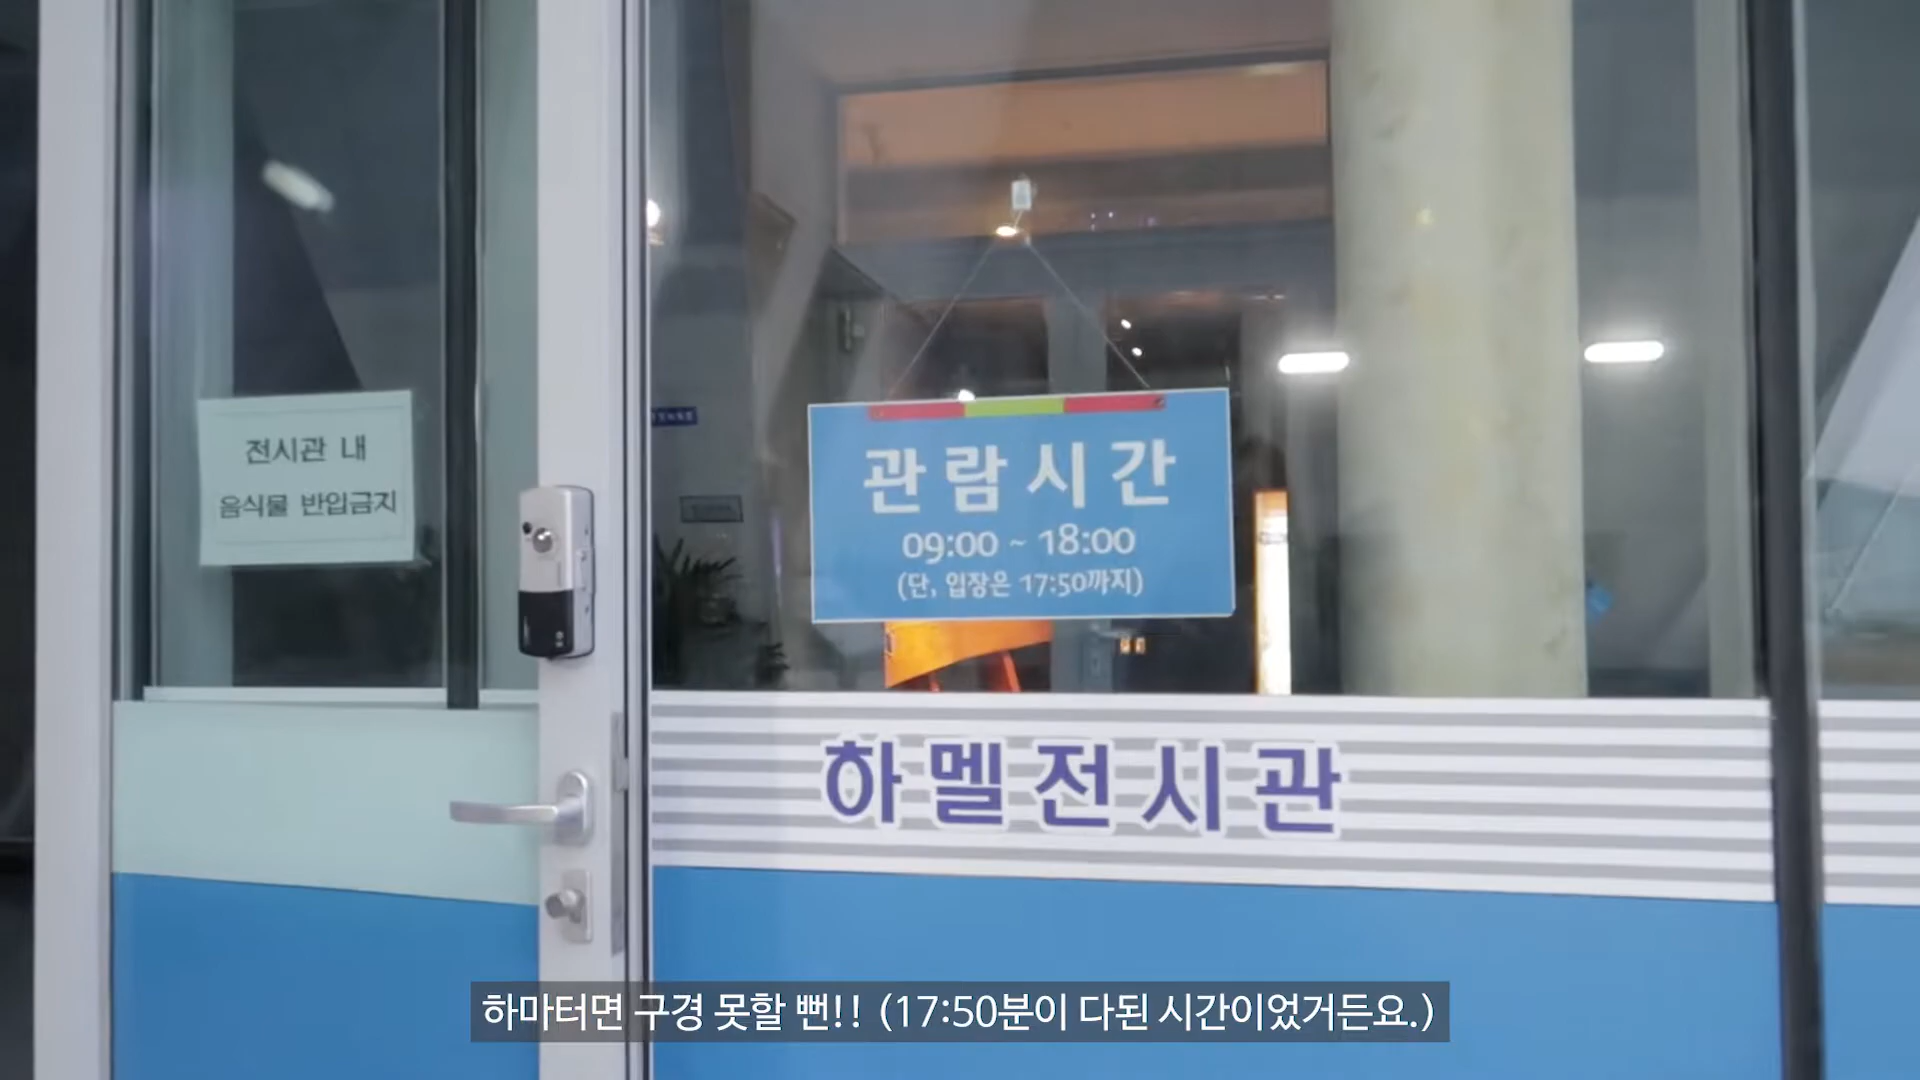 전시관 내
음식물 반입금지
관람시간
09:00 ~ 18:00
(단, 입장은 17:50까지)
하멜전시관
하마터면 구경 못할 뻔!! (17:50분이 다된 시간이었거든요.)